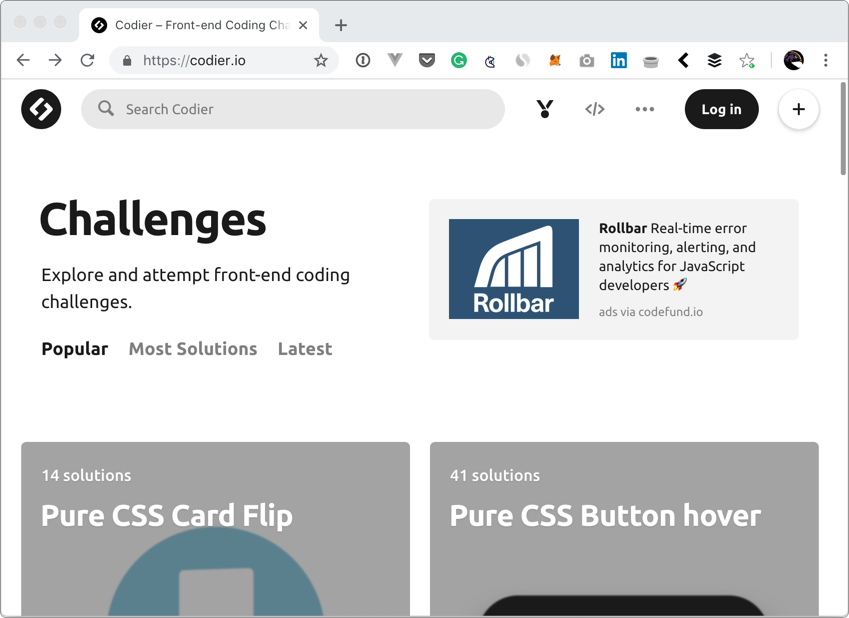 Codier – Front-end Coding Cha
https://codier.io
Search Codier
</>
Log in
Challenges
Explore and attempt front-end coding
challenges.
Popular Most Solutions Latest
Rollbar
Rollbar Real-time error
monitoring, alerting, and
analytics for JavaScript
developers 🚀
ads via codefund.io
14 solutions
Pure CSS Card Flip
41 solutions
Pure CSS Button hover